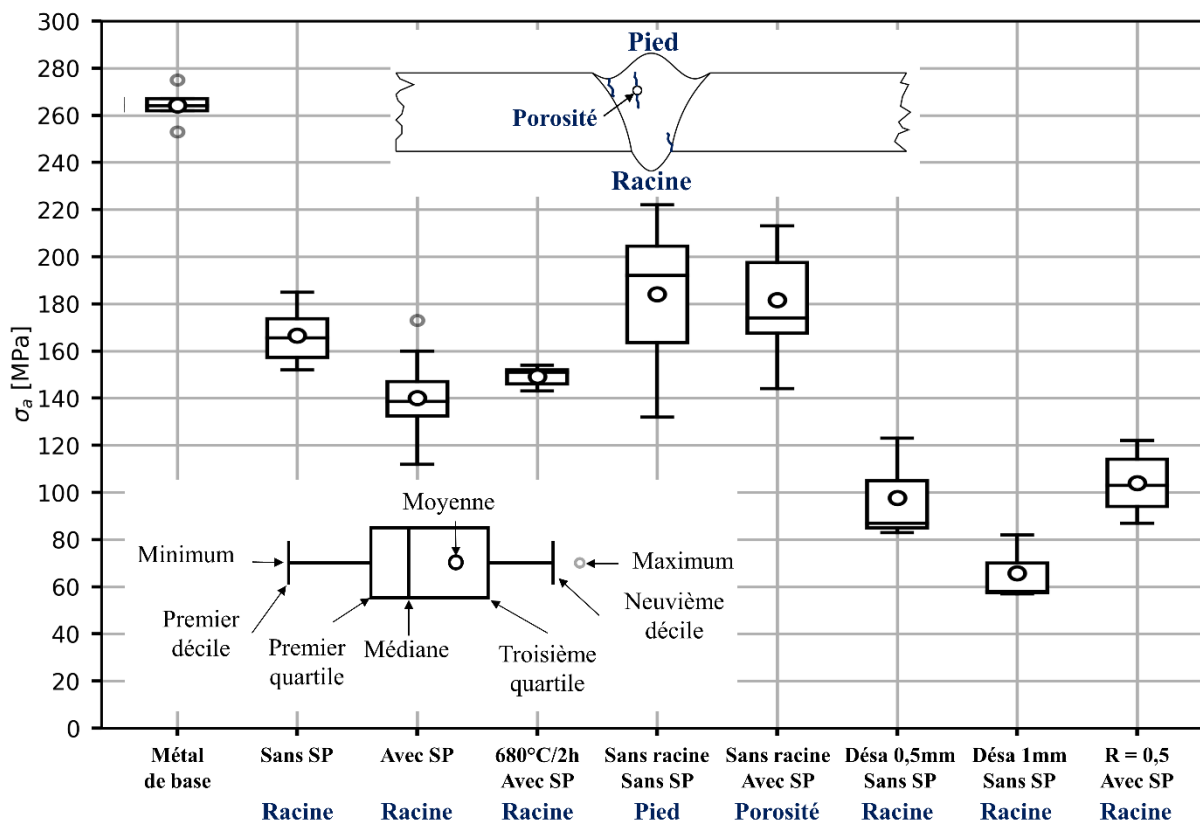 300
280
260
240
220
200
180
160
140
120
100
80
60
40
20
0
σa [MPa]
Pied
Porosité
Racine
Moyenne
Minimum
Maximum
Premier
décile
Premier
quartile
Médiane
Troisième
quartile
Neuvième
décile
Métal
de base
Sans SP
Racine
Avec SP
Racine
680°C/2h
Avec SP
Racine
Sans racine
Sans SP
Pied
Sans racine
Avec SP
Porosité
Désa 0,5mm
Sans SP
Racine
Désa 1mm
Sans SP
Racine
R = 0,5
Avec SP
Racine